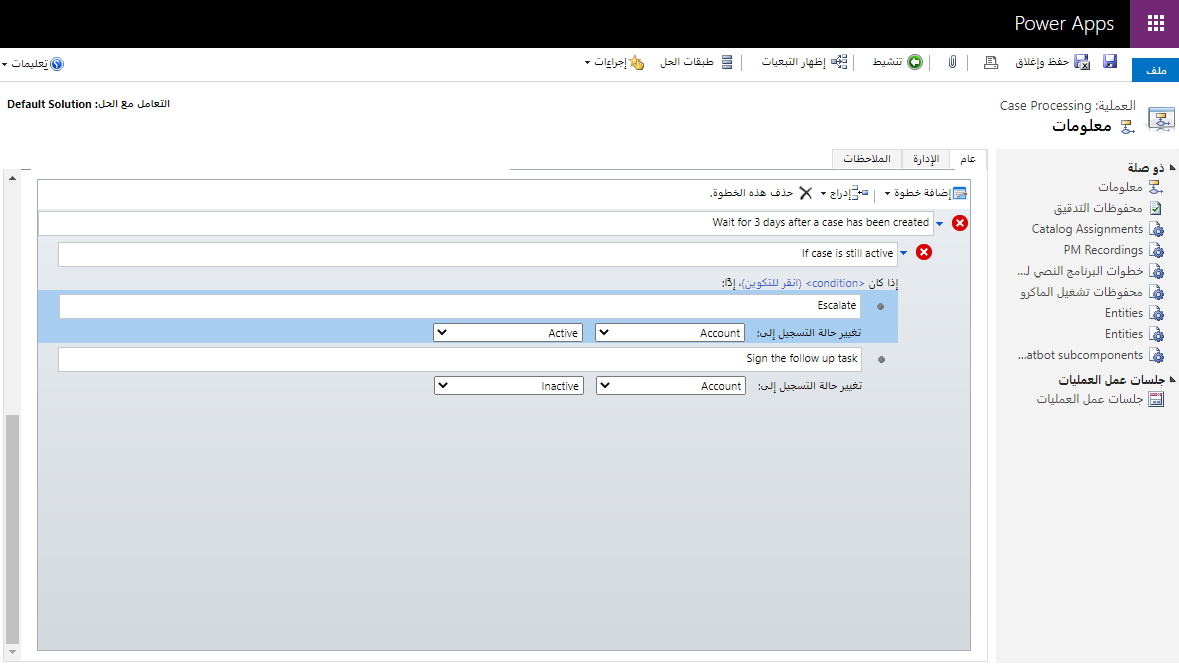 Power Apps
ملف
حفظ وإغلاق
تنشيط
إظهار التبعيات
طبقات الحل
إجراءات
تعليمات
العملية: Case Processing
معلومات
التعامل مع الحل: Default Solution
ذو صلة
معلومات
محفوظات التدقيق
Catalog Assignments
PM Recordings
خطوات البرنامج النصي لـ...
محفوظات تشغيل الماكرو
Entities
Entities
...atbot subcomponents
جلسات عمل العمليات
جلسات عمل العمليات
عام
الإدارة
الملاحظات
إضافة خطوة
إدراج
حذف هذه الخطوة.
Wait for 3 days after a case has been created
If case is still active
إذا كان <condition> (انقر للتكوين)، إذًا:
Escalate
تغيير حالة التسجيل إلى: Account Active
Sign the follow up task
تغيير حالة التسجيل إلى: Account Inactive